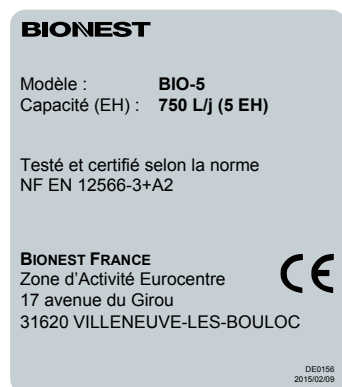 BIONEST
Modèle : BIO-5
Capacité (EH) : 750 L/j (5 EH)
Testé et certifié selon la norme
NF EN 12566-3+A2
BIONEST FRANCE
Zone d'Activité Eurocentre
17 avenue du Girou
31620 VILLENEUVE-LES-BOULOC
CE
DE0156
2015/02/09